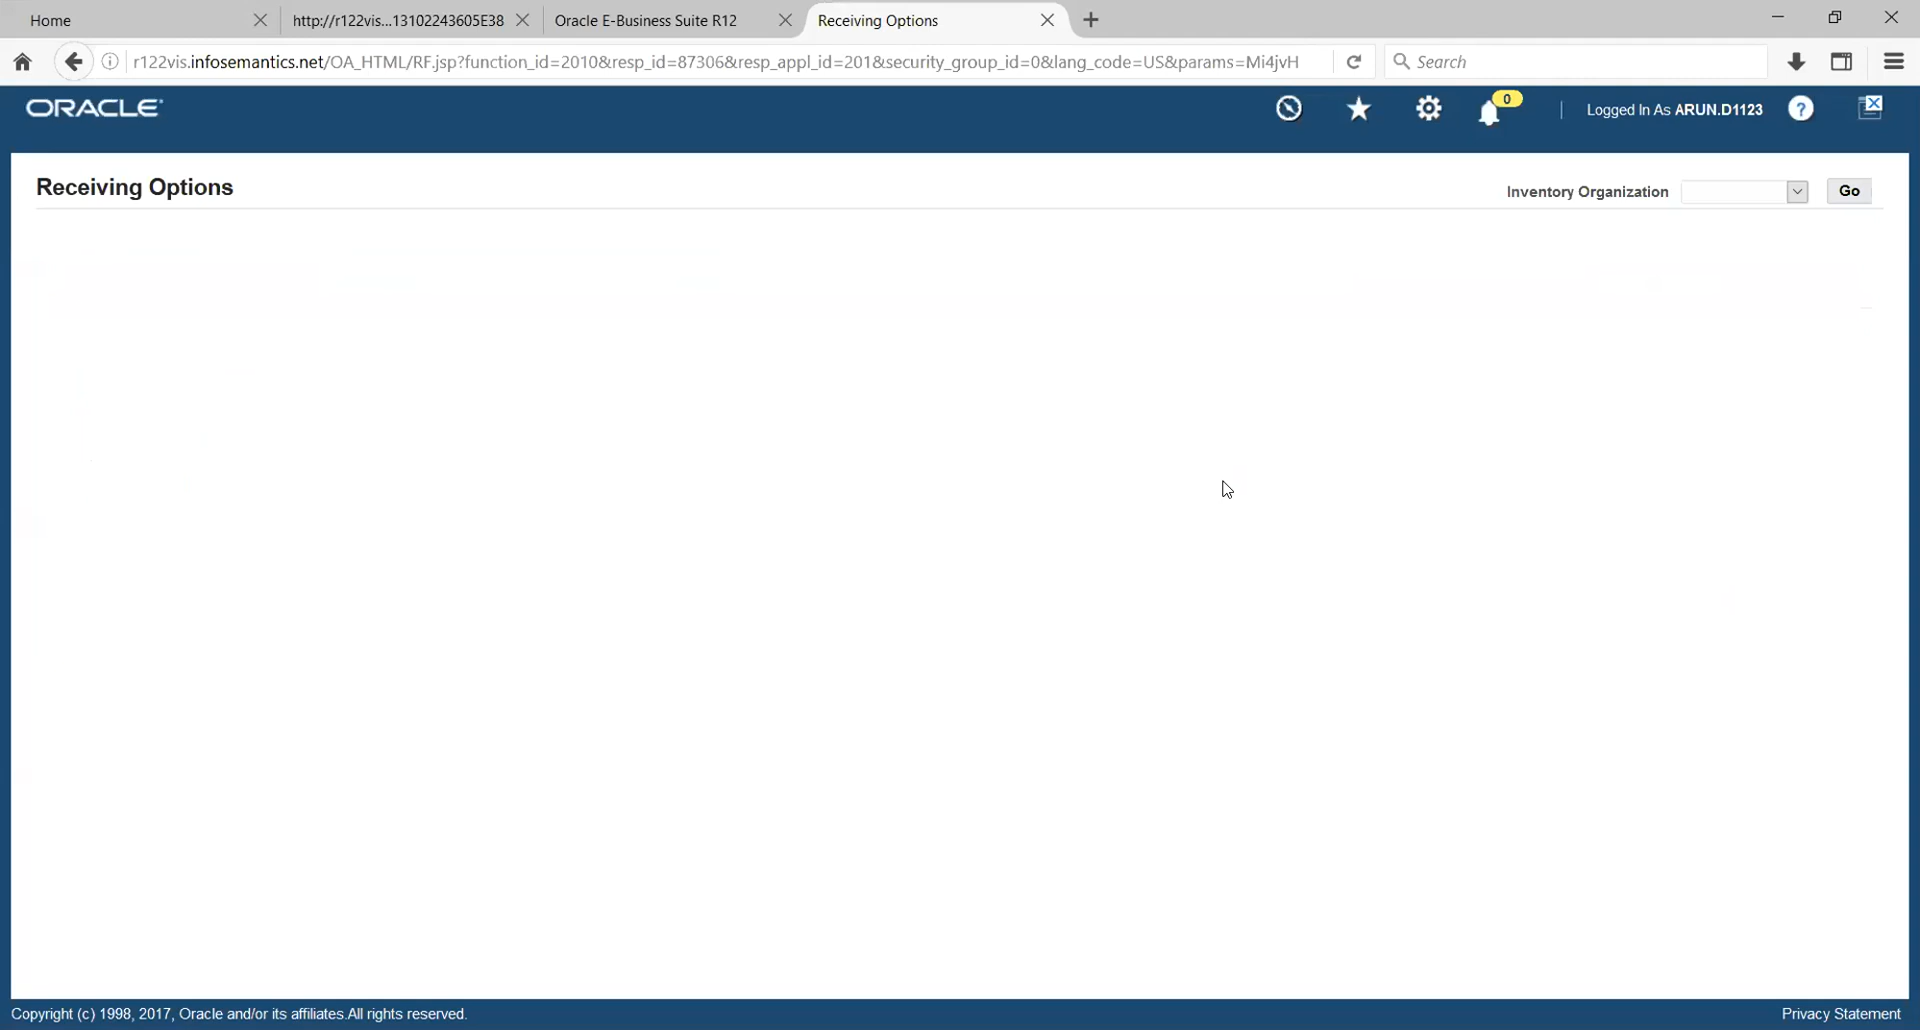 Home
http://r122vis...13102243605E38
Oracle E-Business Suite R12
Receiving Options
r122vis.infosemantics.net/OA_HTML/RF.jsp?function_id=2010&resp_id=87306&resp_appl_id=201&security_group_id=0&lang_code=US&params=Mi4jvH
Search
ORACLE
0
Logged In As ARUN.D1123
?
Receiving Options
Inventory Organization
Go
Copyright (c) 1998, 2017, Oracle and/or its affiliates.All rights reserved.
Privacy Statement